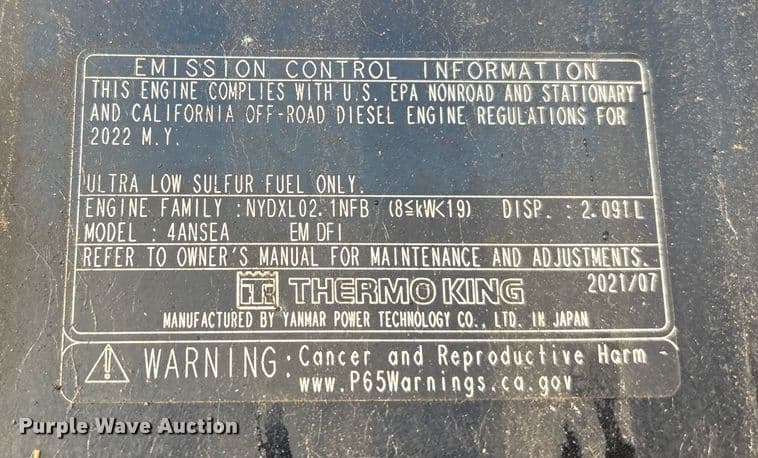 EMISSION CONTROL INFORMATION
THIS ENGINE COMPLIES WITH U.S. EPA NONROAD AND STATIONARY
AND CALIFORNIA OFF-ROAD DIESEL ENGINE REGULATIONS FOR
2022 M.Y.
ULTRA LOW SULFUR FUEL ONLY.
ENGINE FAMILY :NYDXL02.1NFB (8≤kW<19) DISP. : 2.091L
MODEL : 4ANSEA EM DFI
REFER TO OWNER'S MANUAL FOR MAINTENANCE AND ADJUSTMENTS.
TK THERMO KING 2021/07
MANUFACTURED BY YANMAR POWER TECHNOLOGY CO., LTD. IN JAPAN
WARNING: Cancer and Reproductive Harm -
www.P65Warnings.ca.gov
Purple Wave Auction